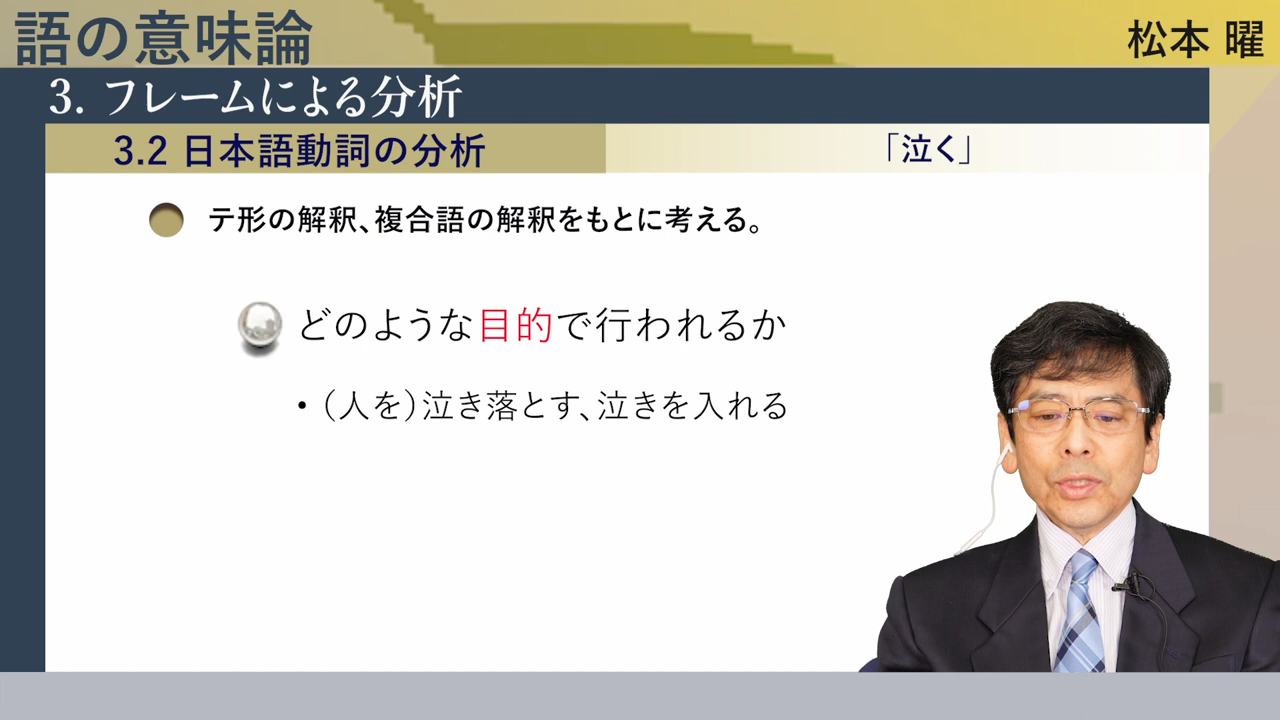 語の意味論
松本 曜
3. フレームによる分析
3.2 日本語動詞の分析
「泣く」
テ形の解釈、複合語の解釈をもとに考える。
どのような目的で行われるか
・（人を）泣き落とす、泣きを入れる